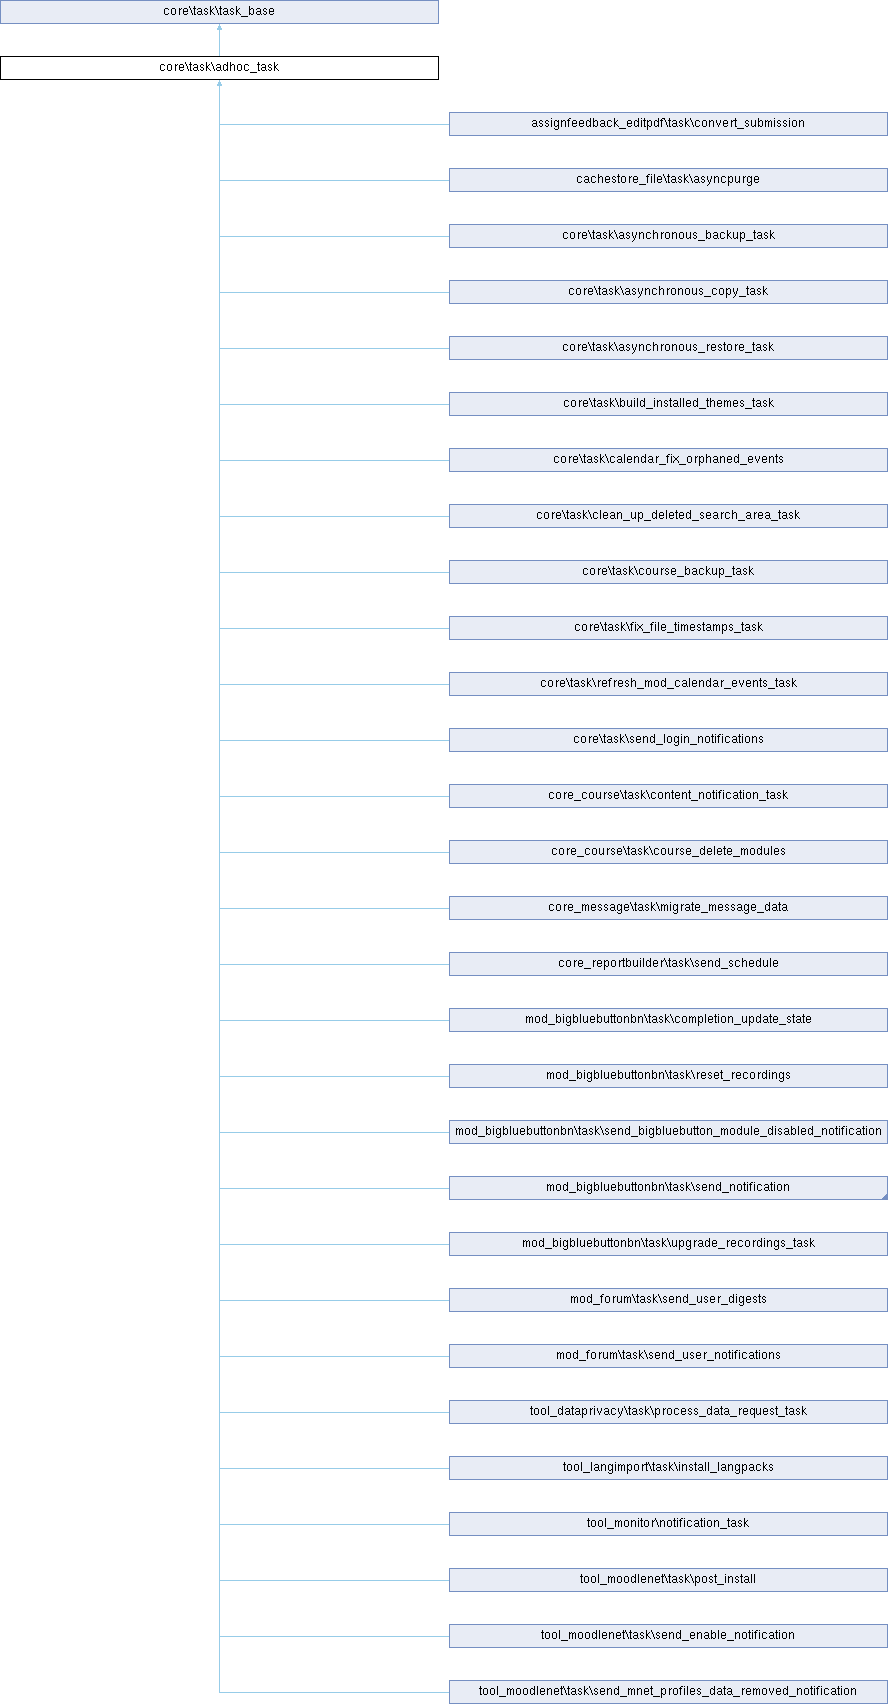 core\task\task_base
core\task\adhoc_task
assignfeedback_editpdf\task\convert_submission
cachestore_file\task\asyncpurge
core\task\asynchronous_backup_task
core\task\asynchronous_copy_task
core\task\asynchronous_restore_task
core\task\build_installed_themes_task
core\task\calendar_fix_orphaned_events
core\task\clean_up_deleted_search_area_task
core\task\course_backup_task
core\task\fix_file_timestamps_task
core\task\refresh_mod_calendar_events_task
core\task\send_login_notifications
core_course\task\content_notification_task
core_course\task\course_delete_modules
core_message\task\migrate_message_data
core_reportbuilder\task\send_schedule
mod_bigbluebuttonbn\task\completion_update_state
mod_bigbluebuttonbn\task\reset_recordings
mod_bigbluebuttonbn\task\send_bigbluebutton_module_disabled_notification
mod_bigbluebuttonbn\task\send_notification
mod_bigbluebuttonbn\task\upgrade_recordings_task
mod_forum\task\send_user_digests
mod_forum\task\send_user_notifications
tool_dataprivacy\task\process_data_request_task
tool_langimport\task\install_langpacks
tool_monitor\notification_task
tool_moodlenet\task\post_install
tool_moodlenet\task\send_enable_notification
tool_moodlenet\task\send_mnet_profiles_data_removed_notification